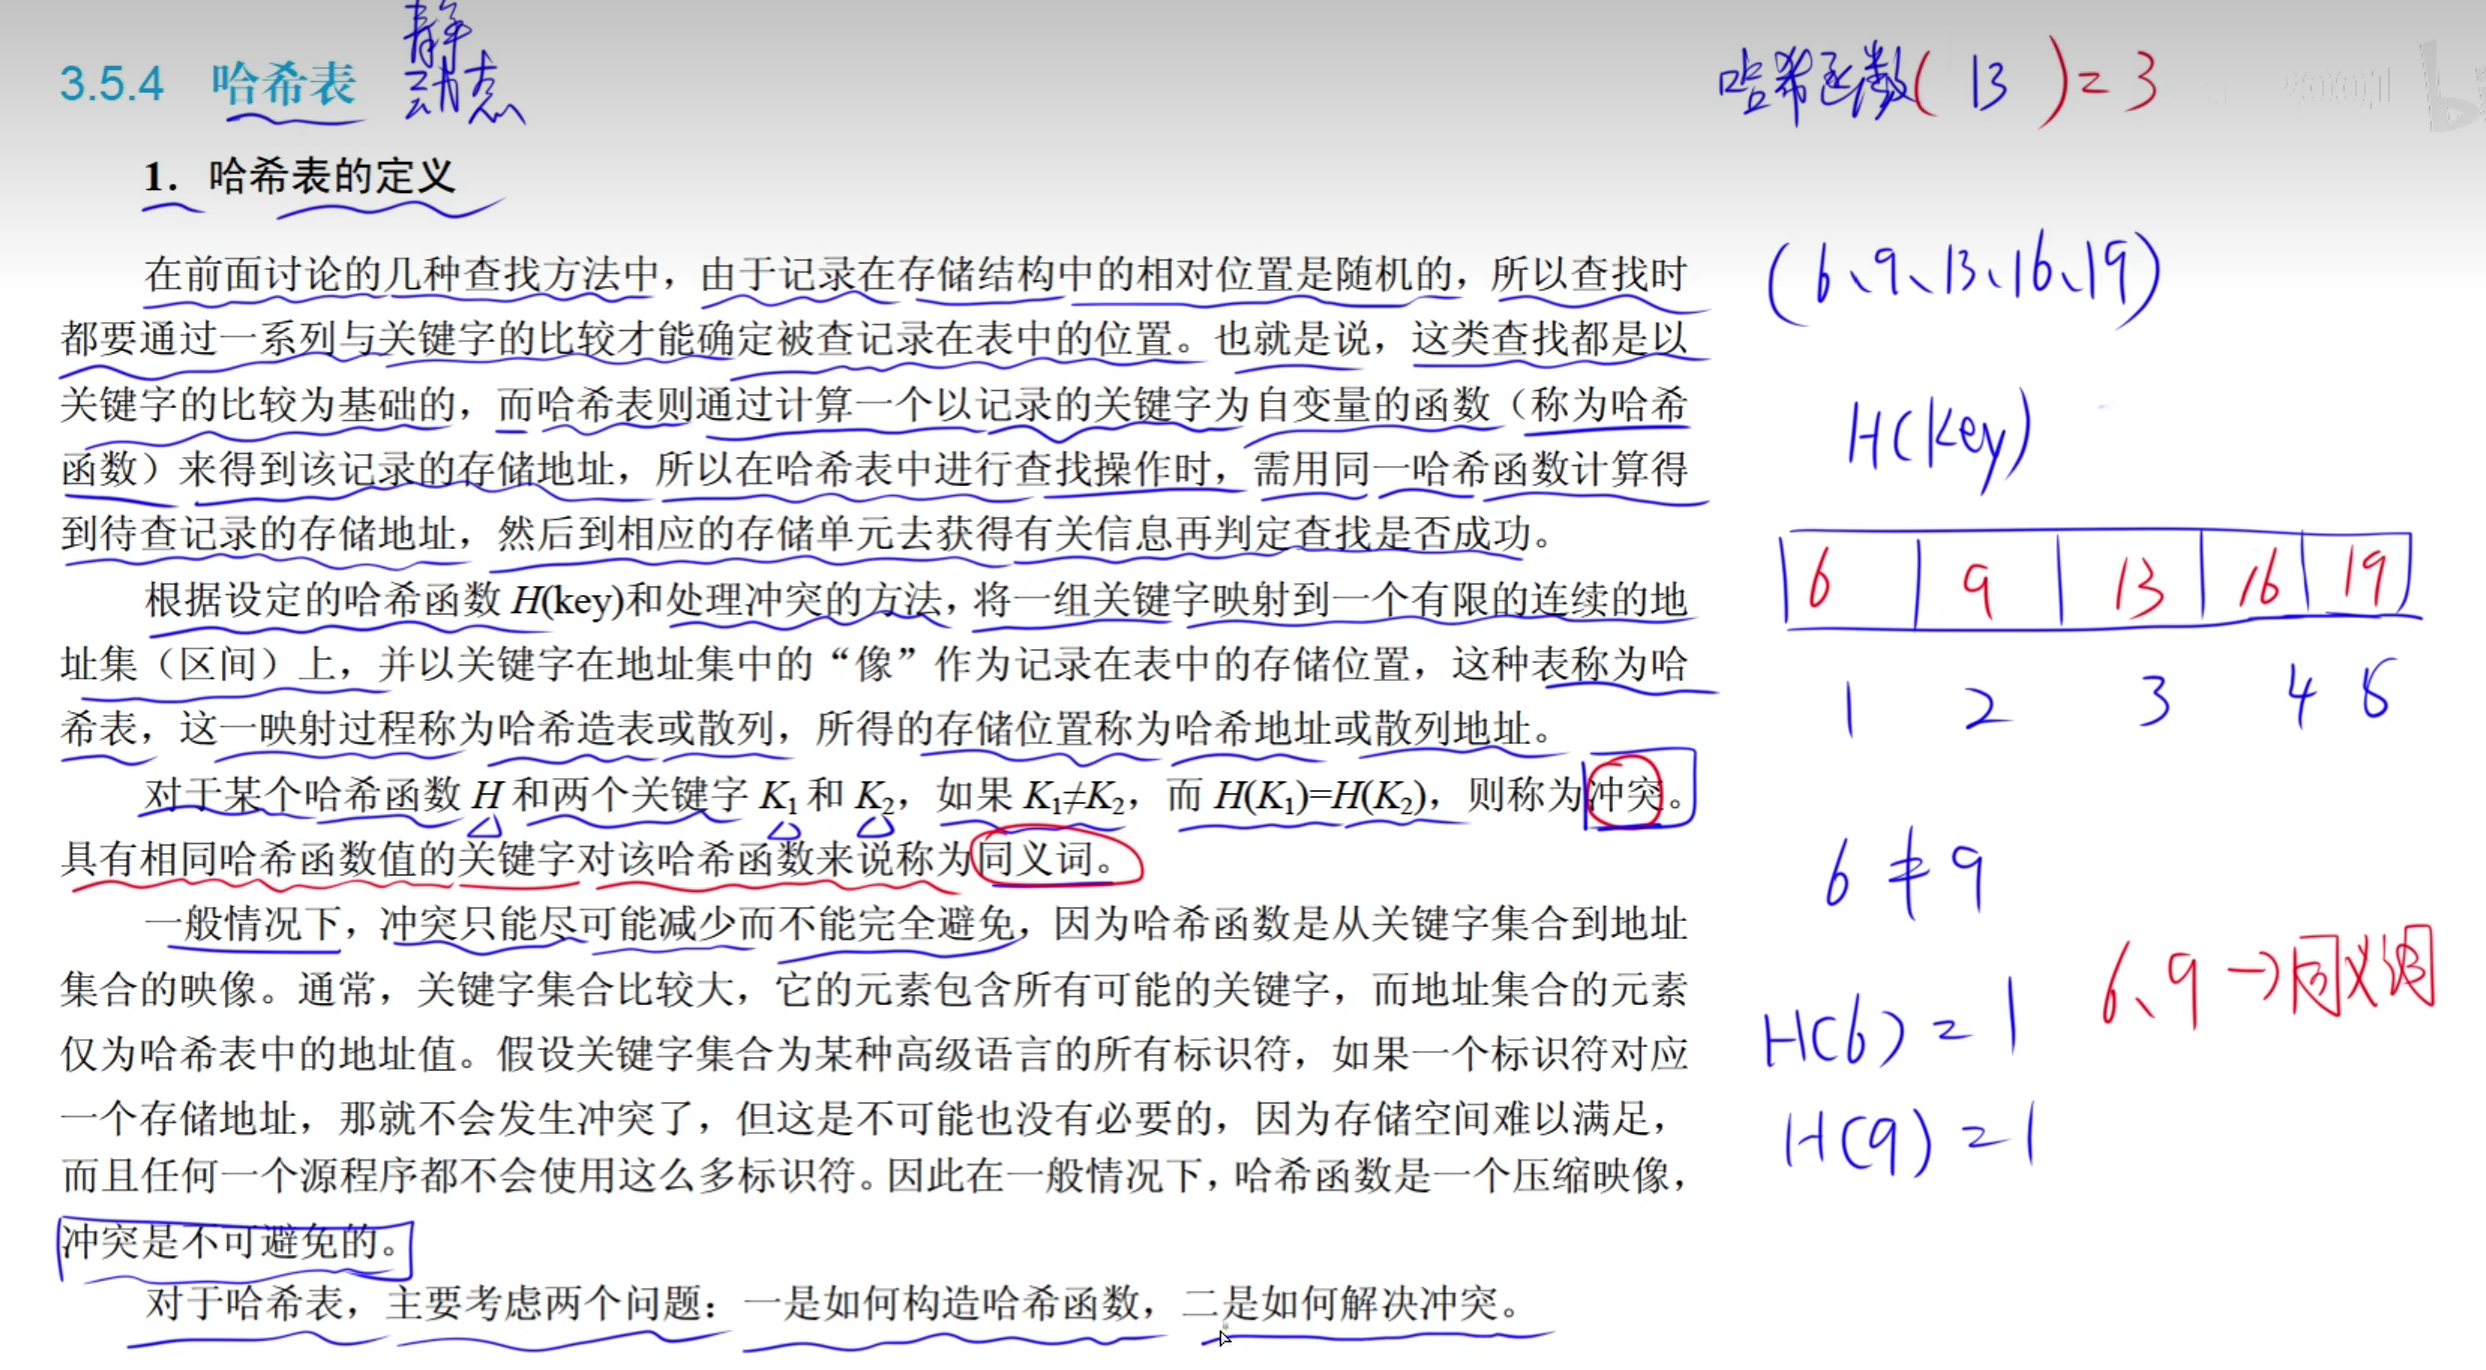 静
动态
3.5.4 哈希表
哈希函数( 13 )=3
1. 哈希表的定义
在前面讨论的几种查找方法中，由于记录在存储结构中的相对位置是随机的，所以查找时
都要通过一系列与关键字的比较才能确定被查记录在表中的位置。也就是说，这类查找都是以
关键字的比较为基础的，而哈希表则通过计算一个以记录的关键字为自变量的函数（称为哈希
函数）来得到该记录的存储地址，所以在哈希表中进行查找操作时，需用同一哈希函数计算得
到待查记录的存储地址，然后到相应的存储单元去获得有关信息再判定查找是否成功。
根据设定的哈希函数 H(key)和处理冲突的方法，将一组关键字映射到一个有限的连续的地
址集（区间）上，并以关键字在地址集中的“像”作为记录在表中的存储位置，这种表称为哈
希表，这一映射过程称为哈希造表或散列，所得的存储位置称为哈希地址或散列地址。
对于某个哈希函数 H 和两个关键字 K₁ 和 K₂，如果 K₁≠K₂，而 H(K₁)=H(K₂)，则称为冲突。
具有相同哈希函数值的关键字对该哈希函数来说称为同义词。
一般情况下，冲突只能尽可能减少而不能完全避免，因为哈希函数是从关键字集合到地址
集合的映像。通常，关键字集合比较大，它的元素包含所有可能的关键字，而地址集合的元素
仅为哈希表中的地址值。假设关键字集合为某种高级语言的所有标识符，如果一个标识符对应
一个存储地址，那就不会发生冲突了，但这是不可能也没有必要的，因为存储空间难以满足，
而且任何一个源程序都不会使用这么多标识符。因此在一般情况下，哈希函数是一个压缩映像，
冲突是不可避免的。
对于哈希表，主要考虑两个问题：一是如何构造哈希函数，二是如何解决冲突。
(6、9、13、16、19)
H(key)
6 9 13 16 19
1 2 3 4 5
6 ≠ 9
6、9→同义词
H(6) = 1
H(9) = 1